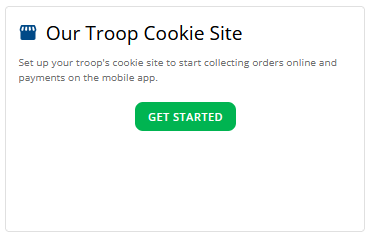 Our Troop Cookie Site
Set up your troop's cookie site to start collecting orders online and
payments on the mobile app.
GET STARTED